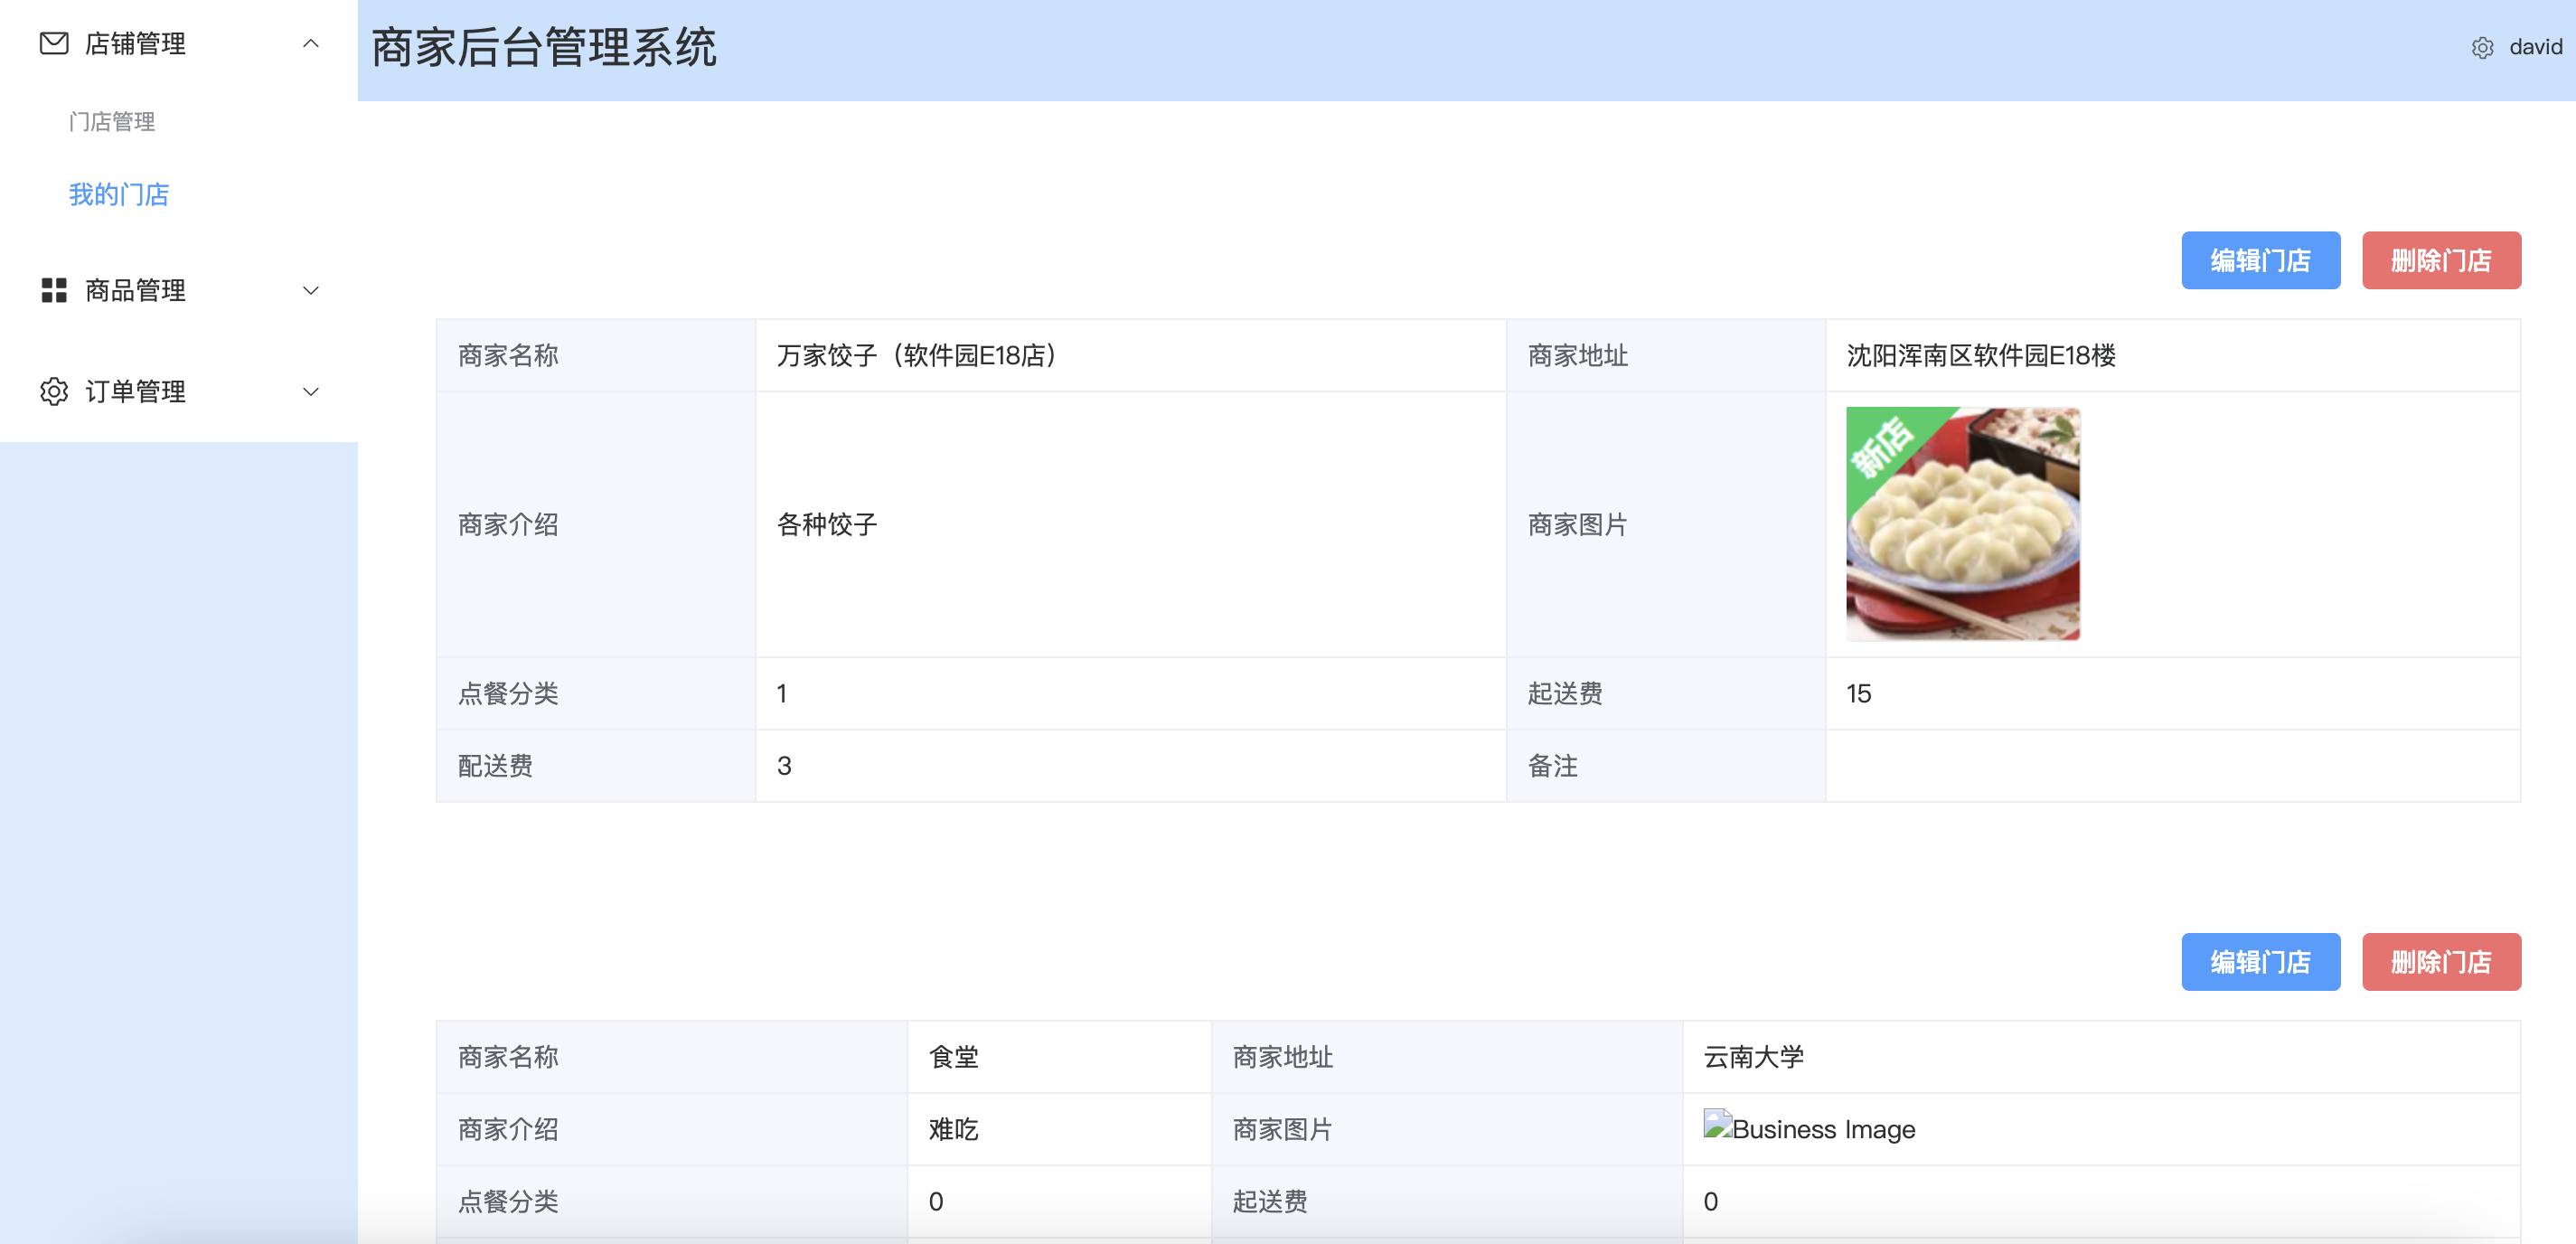 店铺管理
门店管理
我的门店
商品管理
订单管理
商家后台管理系统
david
编辑门店 删除门店
商家名称 万家饺子（软件园E18店） 商家地址 沈阳浑南区软件园E18楼
商家介绍 各种饺子 商家图片 新店
点餐分类 1 起送费 15
配送费 3 备注
编辑门店 删除门店
商家名称 食堂 商家地址 云南大学
商家介绍 难吃 商家图片 Business Image
点餐分类 0 起送费 0